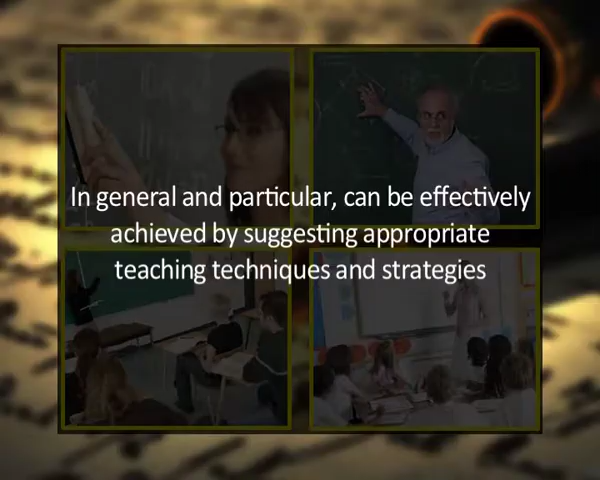 In general and particular, can be effectively
achieved by suggesting appropriate
teaching techniques and strategies